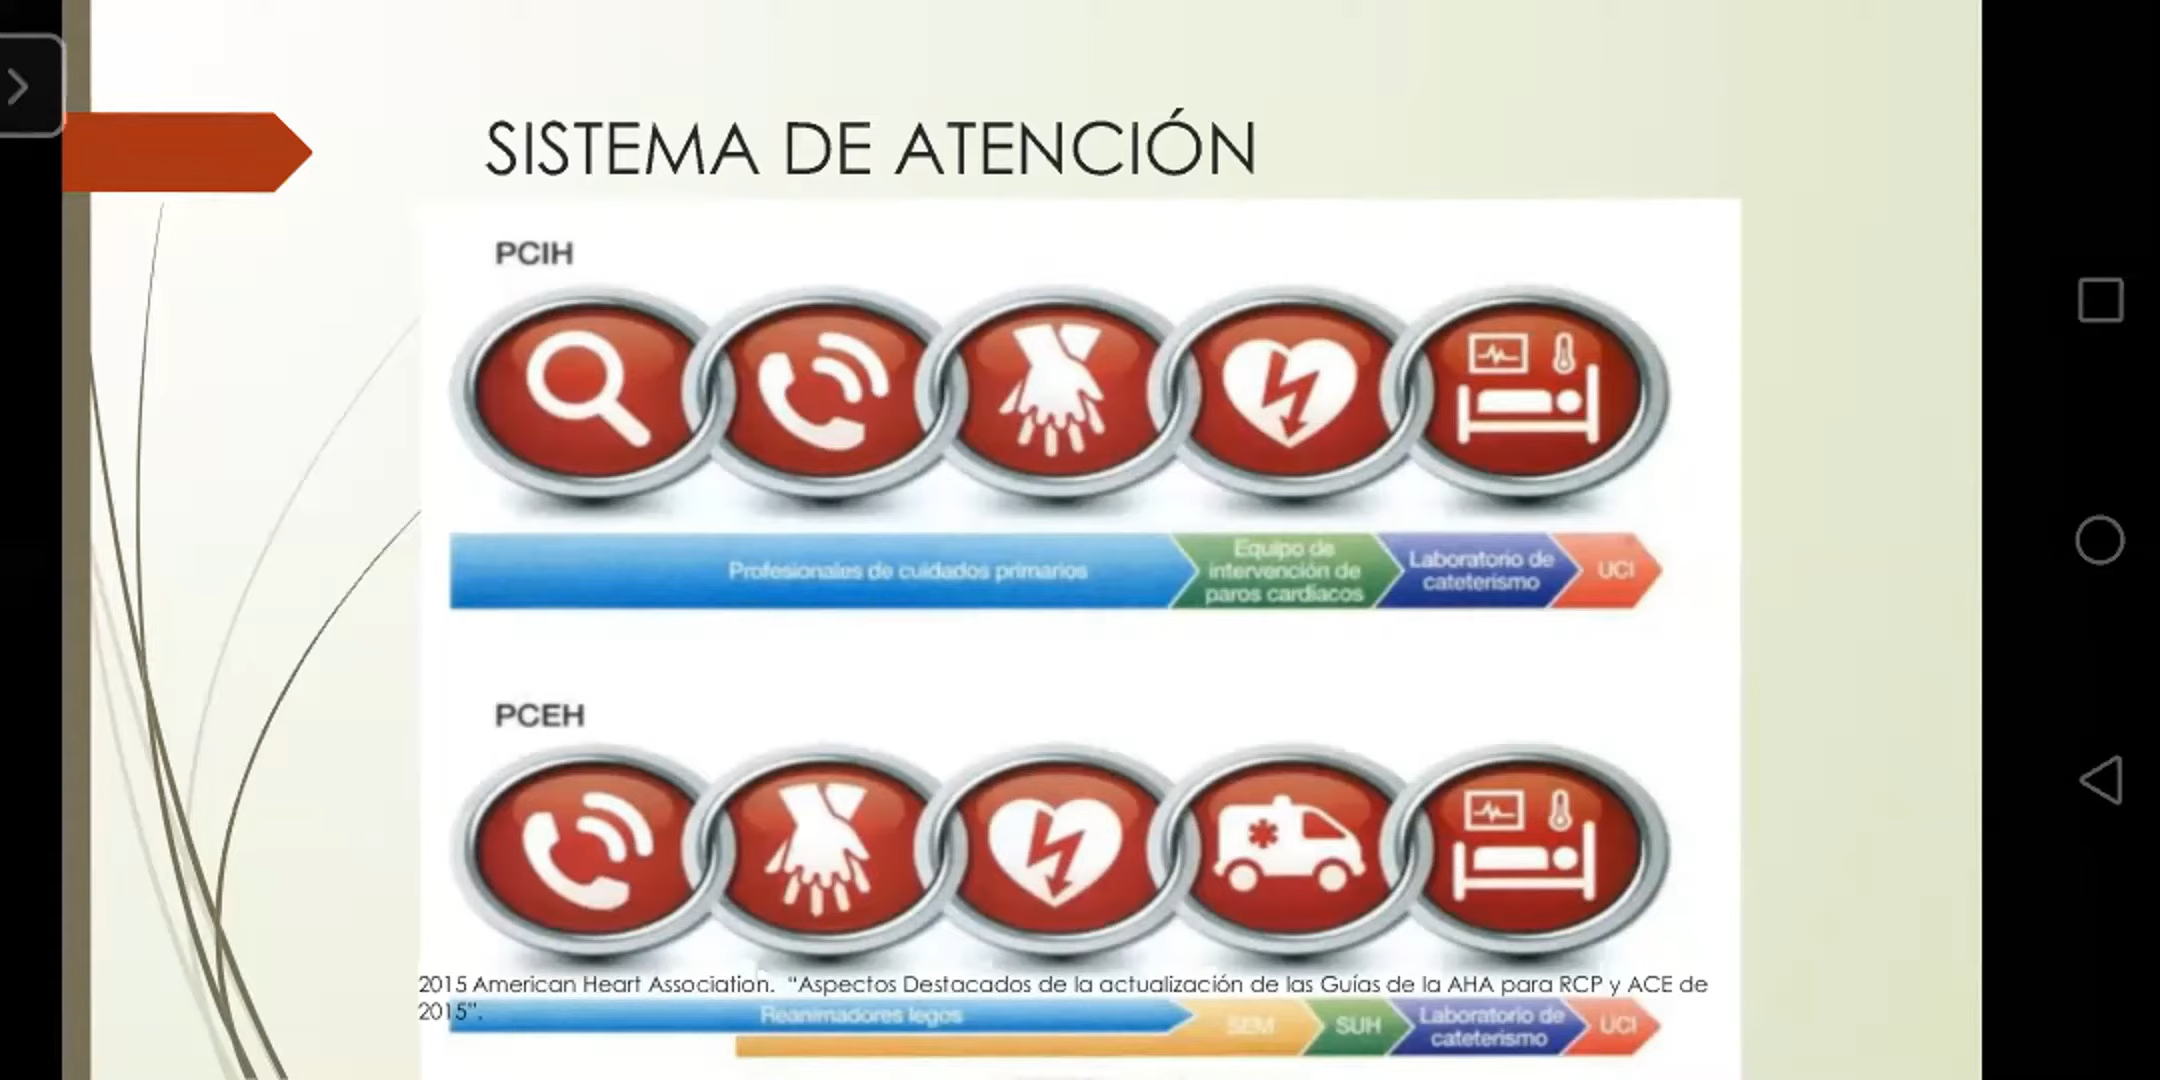 SISTEMA DE ATENCIÓN
PCIH
Profesionales de cuidados primarios
Equipo de
intervención de
paros cardíacos
Laboratorio de
cateterismo
UCI
PCEH
2015 American Heart Association. “Aspectos Destacados de la actualización de las Guías de la AHA para RCP y ACE de
2015”.
Reanimadores legos
SEM
SUH
Laboratorio de
cateterismo
UCI